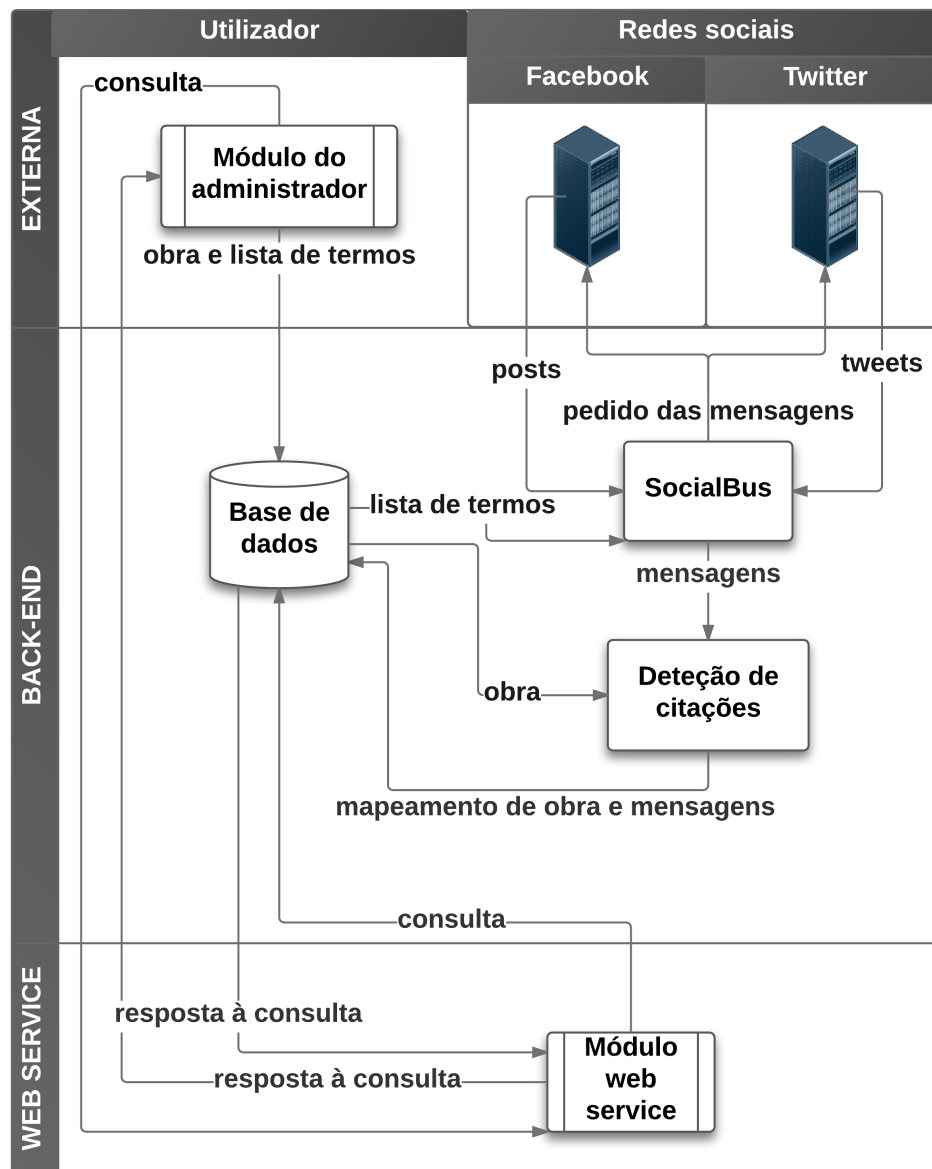 Utilizador
Redes sociais
Facebook
Twitter
EXTERNA
consulta
Módulo do
administrador
obra e lista de termos
posts
tweets
pedido das mensagens
BACK-END
SocialBus
Base de
dados
lista de termos
mensagens
Deteção de
citações
obra
mapeamento de obra e mensagens
consulta
WEB SERVICE
resposta à consulta
Módulo
web
service
resposta à consulta